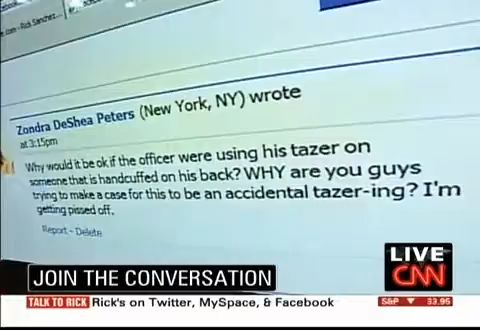 com - Rick Sanchez...
Zondra DeShea Peters (New York, NY) wrote
at 3:15pm
Why would it be ok if the officer were using his tazer on
someone that is handcuffed on his back? WHY are you guys
trying to make a case for this to be an accidental tazer-ing? I'm
getting pissed off.
Report - Delete
LIVE
CNN
JOIN THE CONVERSATION
TALK TO RICK Rick's on Twitter, MySpace, & Facebook S&P ▼ 33.95